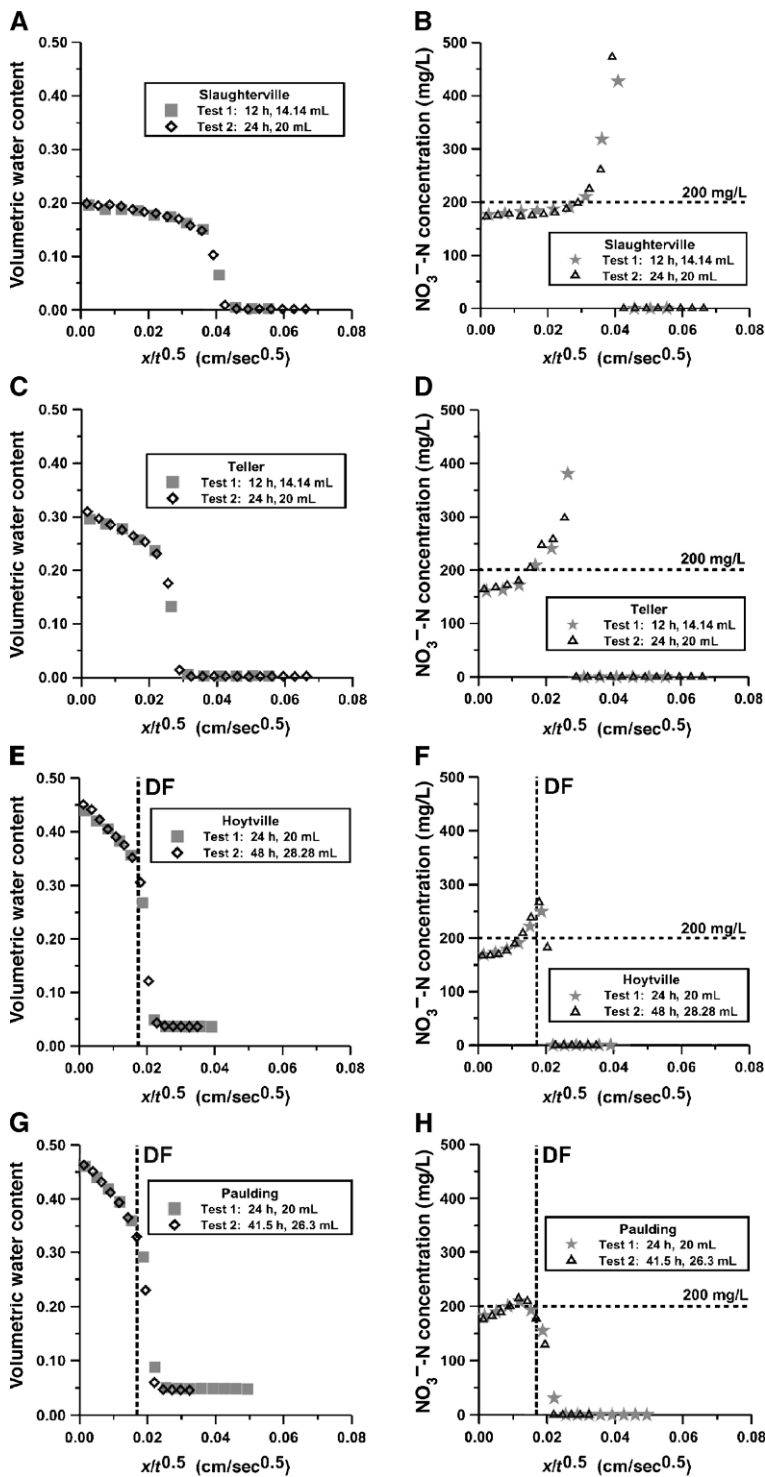 A
Volumetric water content
0.50
0.40
0.30
0.20
0.10
0.00
0.00 0.02 0.04 0.06 0.08
x/t0.5 (cm/sec0.5)
Slaughterville
Test 1: 12 h, 14.14 mL
Test 2: 24 h, 20 mL
B
NO3−-N concentration (mg/L)
500
400
300
200
100
0
0.00 0.02 0.04 0.06 0.08
x/t0.5 (cm/sec0.5)
200 mg/L
Slaughterville
Test 1: 12 h, 14.14 mL
Test 2: 24 h, 20 mL
C
Volumetric water content
0.50
0.40
0.30
0.20
0.10
0.00
0.00 0.02 0.04 0.06 0.08
x/t0.5 (cm/sec0.5)
Teller
Test 1: 12 h, 14.14 mL
Test 2: 24 h, 20 mL
D
NO3−-N concentration (mg/L)
500
400
300
200
100
0
0.00 0.02 0.04 0.06 0.08
x/t0.5 (cm/sec0.5)
200 mg/L
Teller
Test 1: 12 h, 14.14 mL
Test 2: 24 h, 20 mL
E
DF
Volumetric water content
0.50
0.40
0.30
0.20
0.10
0.00
0.00 0.02 0.04 0.06 0.08
x/t0.5 (cm/sec0.5)
Hoytville
Test 1: 24 h, 20 mL
Test 2: 48 h, 28.28 mL
F
DF
NO3−-N concentration (mg/L)
500
400
300
200
100
0
0.00 0.02 0.04 0.06 0.08
x/t0.5 (cm/sec0.5)
200 mg/L
Hoytville
Test 1: 24 h, 20 mL
Test 2: 48 h, 28.28 mL
G
DF
Volumetric water content
0.50
0.40
0.30
0.20
0.10
0.00
0.00 0.02 0.04 0.06 0.08
x/t0.5 (cm/sec0.5)
Paulding
Test 1: 24 h, 20 mL
Test 2: 41.5 h, 26.3 mL
H
DF
NO3−-N concentration (mg/L)
500
400
300
200
100
0
0.00 0.02 0.04 0.06 0.08
x/t0.5 (cm/sec0.5)
Paulding
Test 1: 24 h, 20 mL
Test 2: 41.5 h, 26.3 mL
200 mg/L